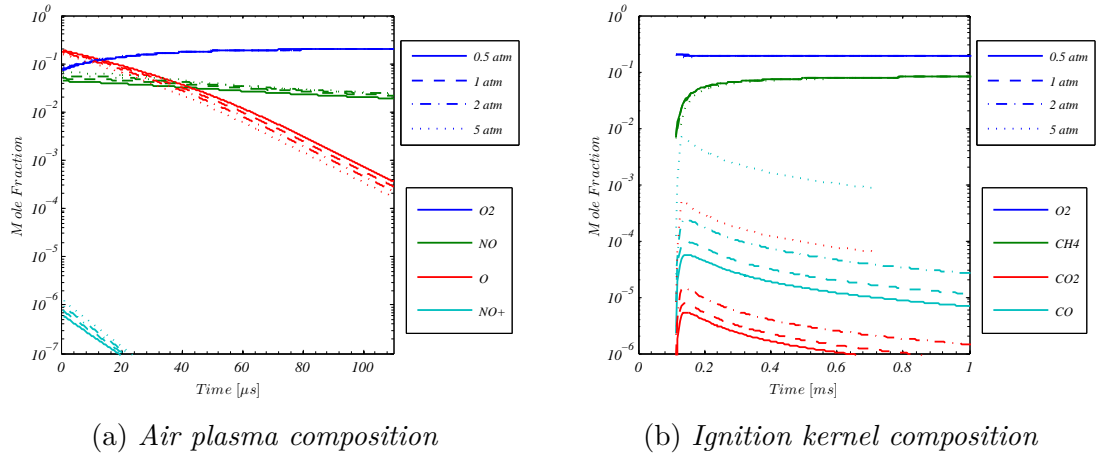 10^0
10^-1
10^-2
10^-3
10^-4
10^-5
10^-6
10^-7
Mole Fraction
0 20 40 60 80 100
Time [μs]
0.5 atm
1 atm
2 atm
5 atm
O2
NO
O
NO+
(a) Air plasma composition
10^0
10^-1
10^-2
10^-3
10^-4
10^-5
10^-6
Mole Fraction
0 0.2 0.4 0.6 0.8 1
Time [ms]
0.5 atm
1 atm
2 atm
5 atm
O2
CH4
CO2
CO
(b) Ignition kernel composition